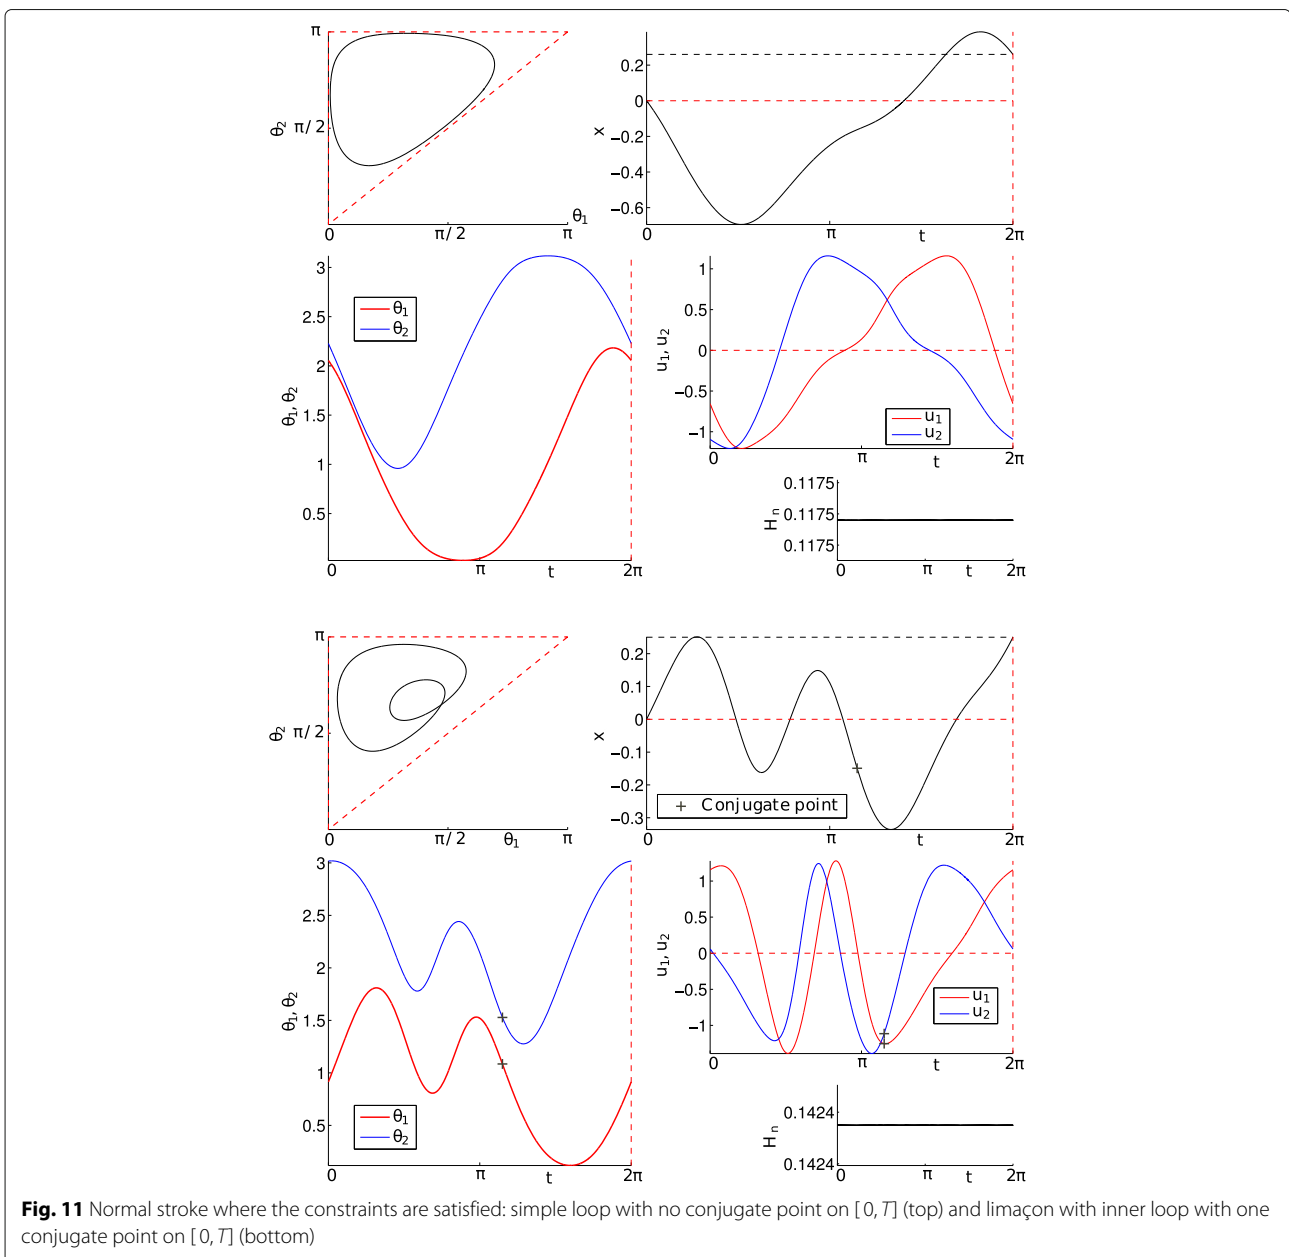 π
θ₂ π/2
0 π/2 π
θ₁
x
0.2
0
−0.2
−0.4
−0.6
0 π t 2π
θ₁, θ₂
3
2.5
2
1.5
1
0.5
θ₁
θ₂
0 π t 2π
u₁, u₂
1
0.5
0
−0.5
−1
u₁
u₂
0 π t 2π
Hₙ
0.1175
0.1175
0.1175
0 π t 2π
π
θ₂ π/2
0 π/2 θ₁ π
x
0.2
0.1
0
−0.1
−0.2
−0.3
+ Conjugate point
0 π t 2π
θ₁, θ₂
3
2.5
2
1.5
1
0.5
θ₁
θ₂
0 π t 2π
u₁, u₂
1
0.5
0
−0.5
−1
u₁
u₂
0 π t 2π
Hₙ
0.1424
0.1424
0 π t 2π
Fig. 11 Normal stroke where the constraints are satisfied: simple loop with no conjugate point on [ 0, T] (top) and limaçon with inner loop with one
conjugate point on [ 0, T] (bottom)